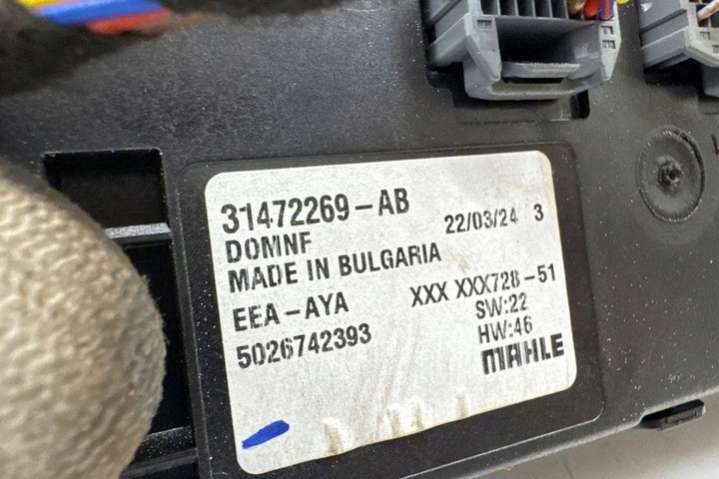 31472269-AB
22/03/24 3
DOMNF
MADE IN BULGARIA
EEA-AYA
XXX XXX728-51
SW:22
5026742393
HW:46
MAHLE